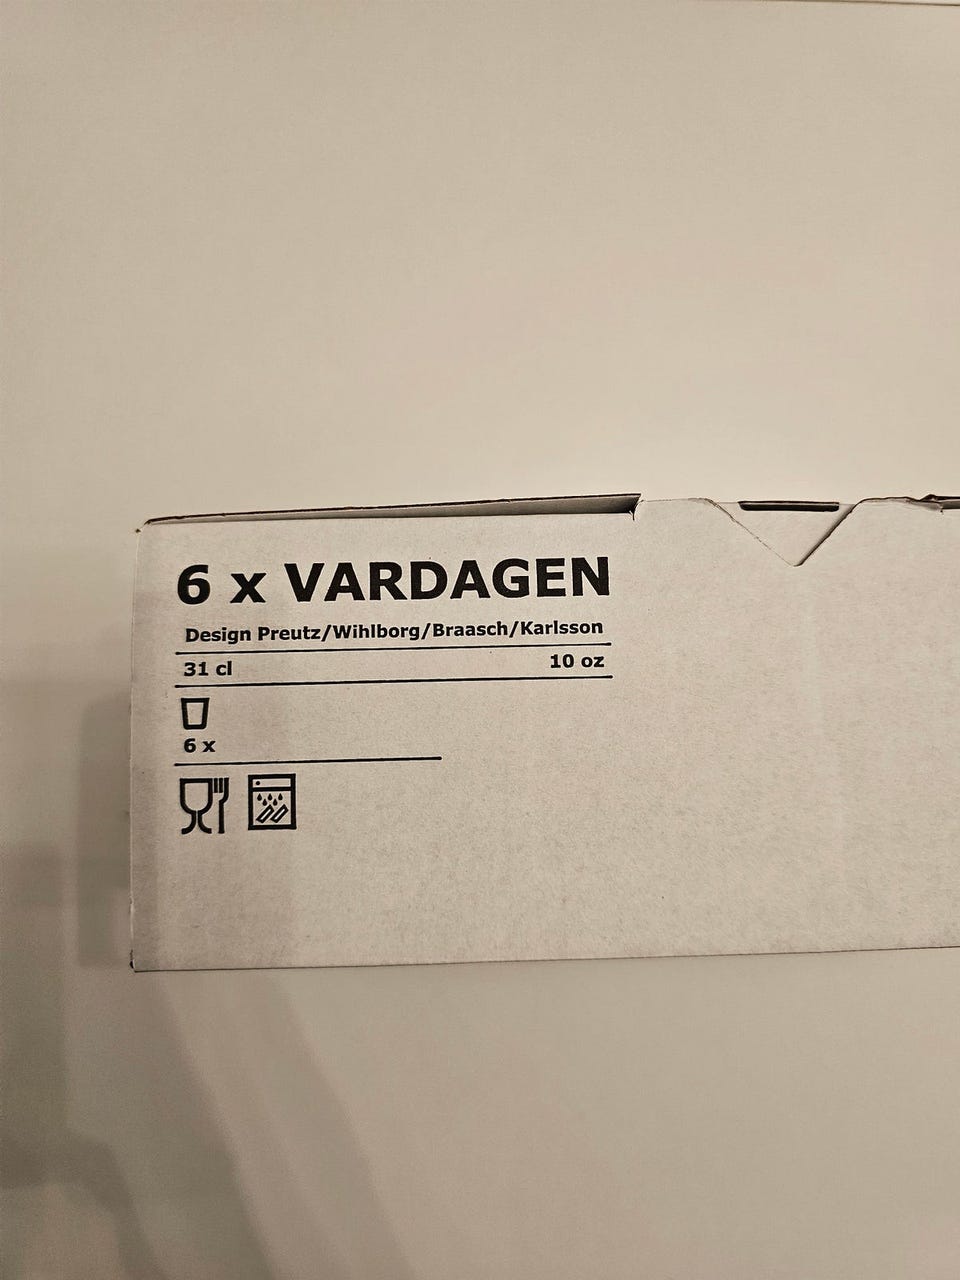 6 x VARDAGEN
Design Preutz/Wihlborg/Braasch/Karlsson
31 cl 10 oz
6 x